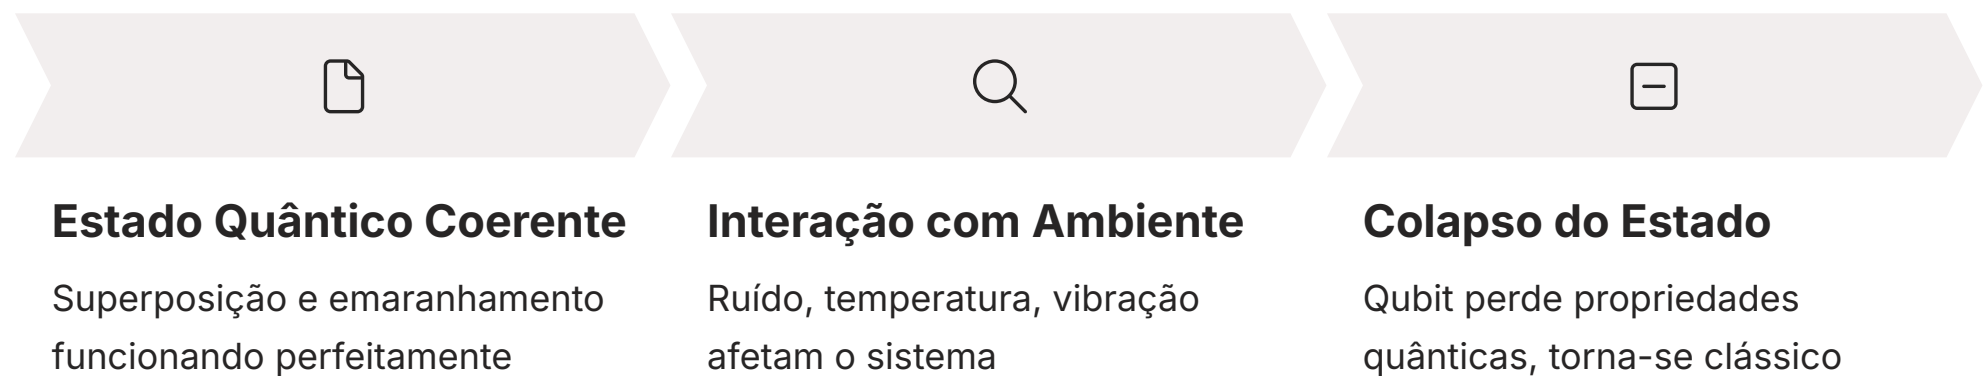 Estado Quântico Coerente
Superposição e emaranhamento
funcionando perfeitamente
Interação com Ambiente
Ruído, temperatura, vibração
afetam o sistema
Colapso do Estado
Qubit perde propriedades
quânticas, torna-se clássico